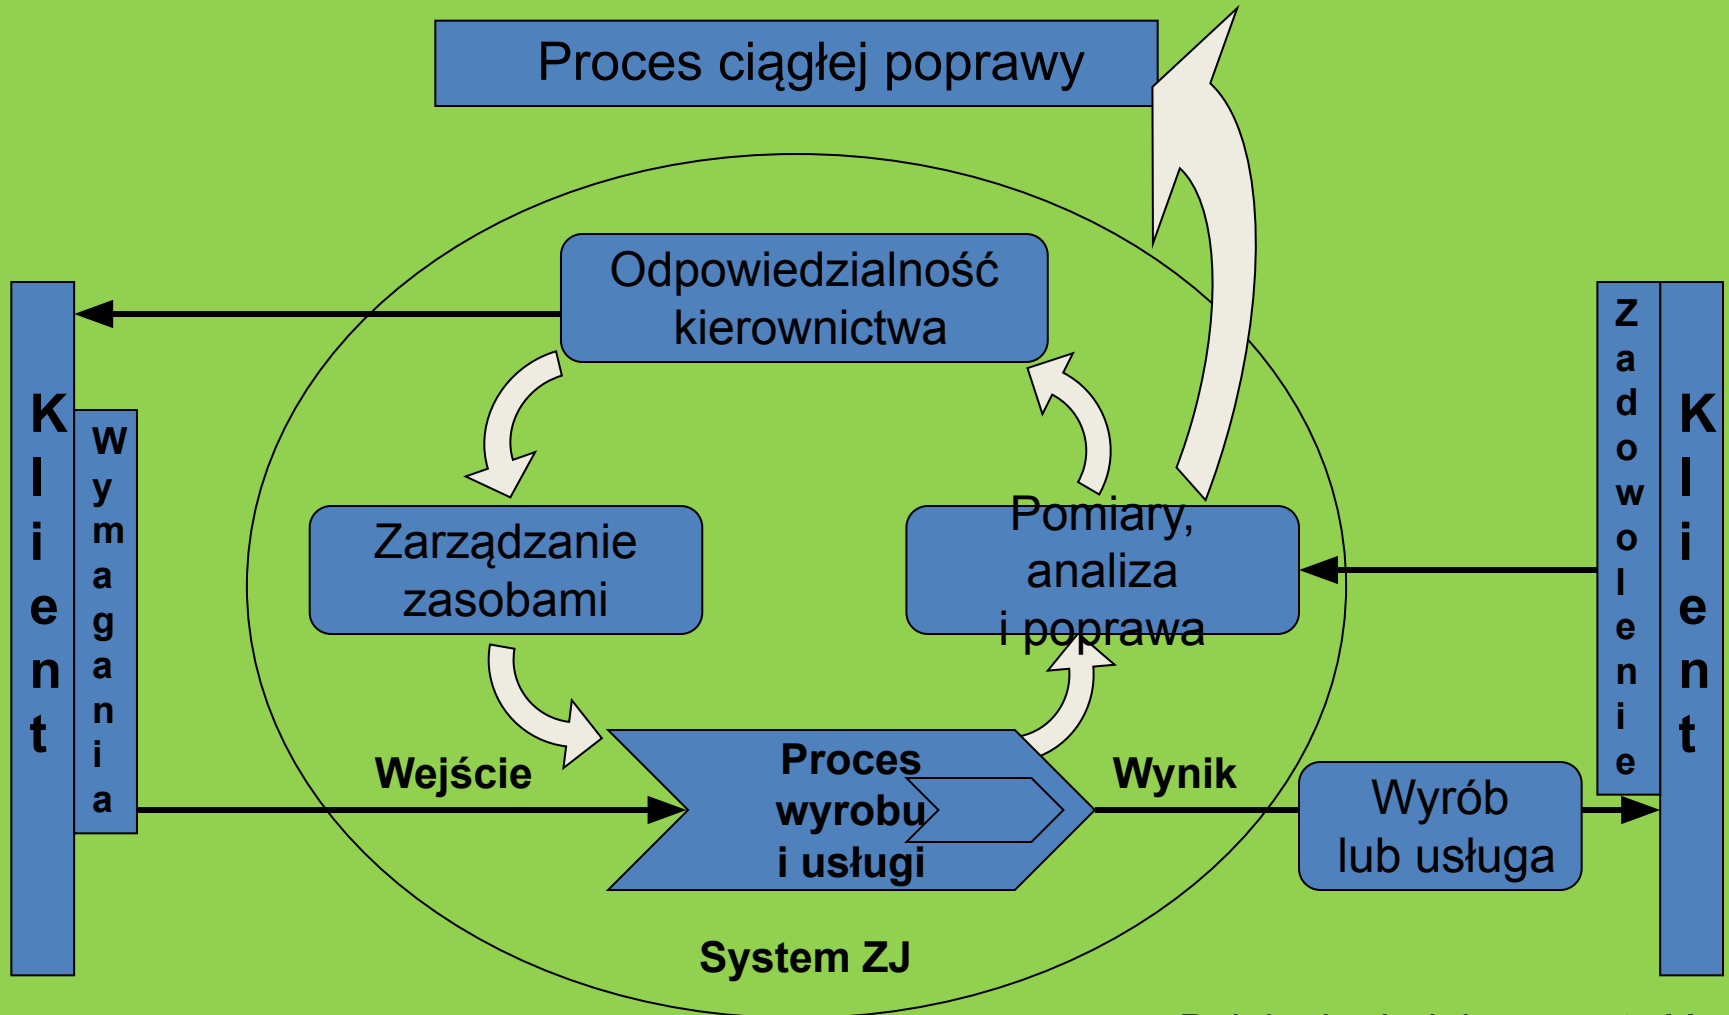 Proces ciągłej poprawy
Odpowiedzialność
kierownictwa
Klient
Wymagania
Zarządzanie
zasobami
Pomiary,
analiza
i poprawa
Zadowolenie
Klient
Wejście
Proces
wyrobu
i usługi
Wynik
Wyrób
lub usługa
System ZJ